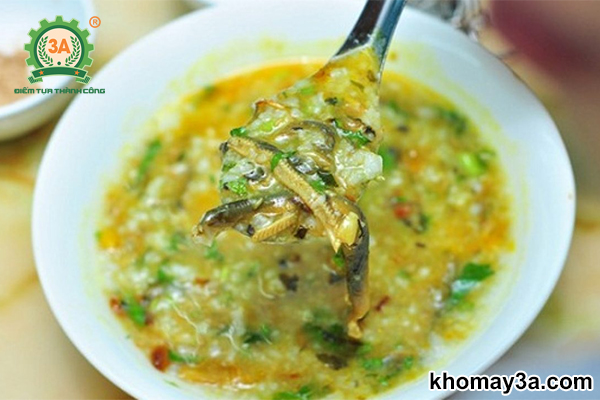 3A
®
ĐIỂM TỰA THÀNH CÔNG
khomay3a.com